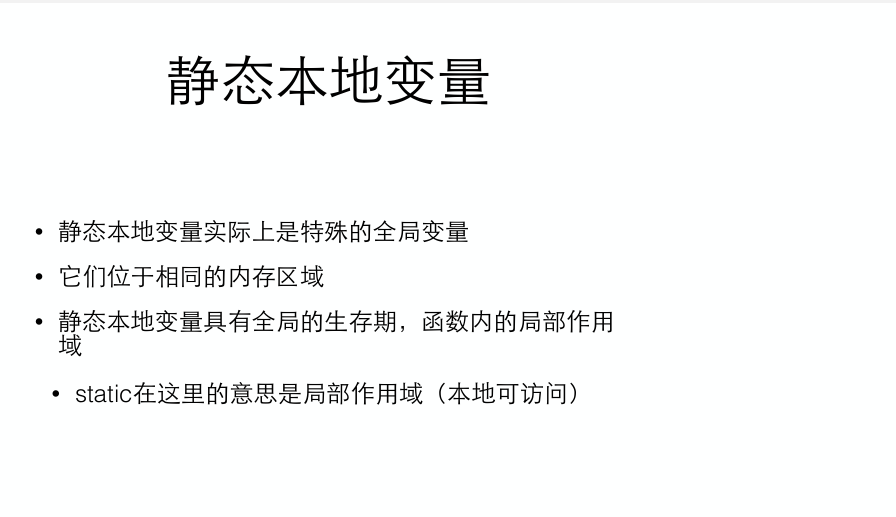 静态本地变量
• 静态本地变量实际上是特殊的全局变量
• 它们位于相同的内存区域
• 静态本地变量具有全局的生存期，函数内的局部作用
域
• static在这里的意思是局部作用域（本地可访问）